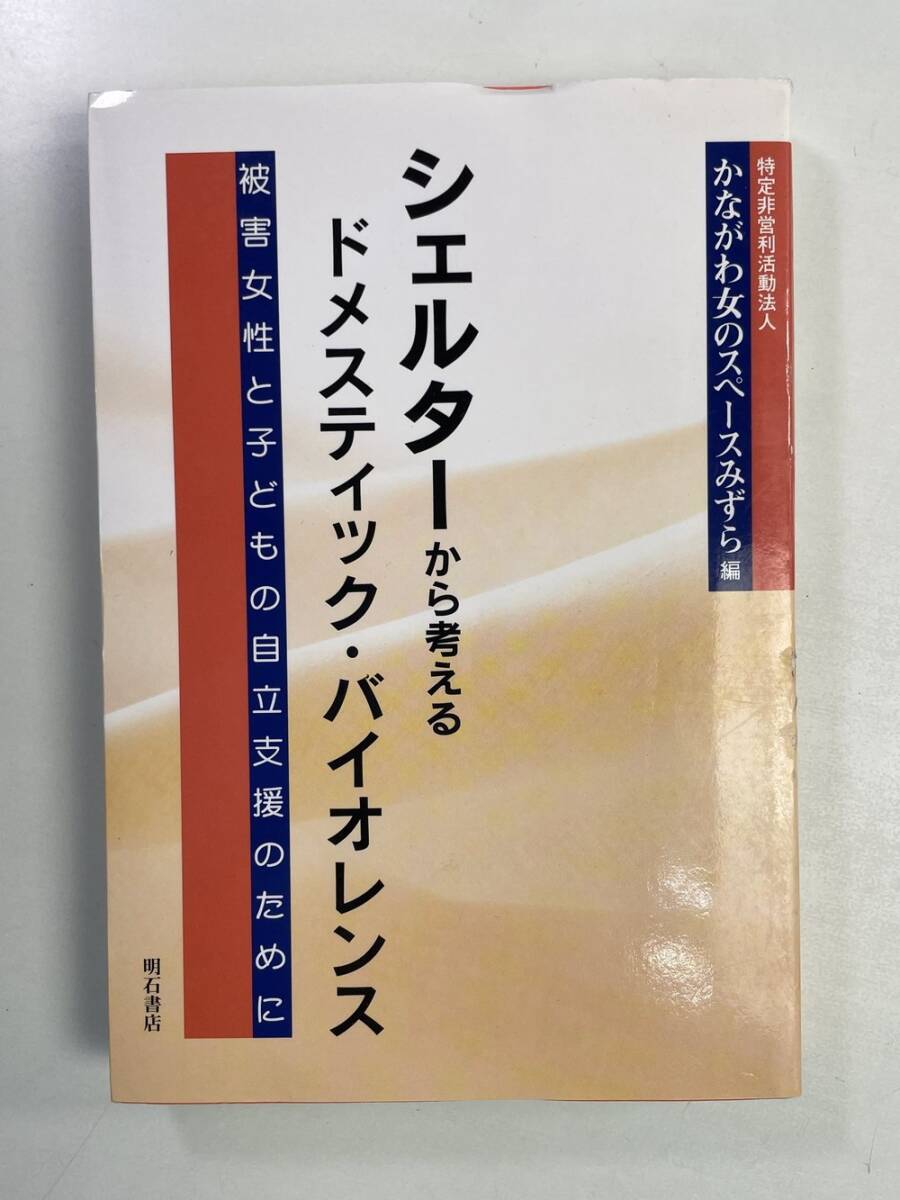 特定非営利活動法人
かながわ女のスペースみずら 編
シェルターから考える
ドメスティック・バイオレンス
被害女性と子どもの自立支援のために
明石書店